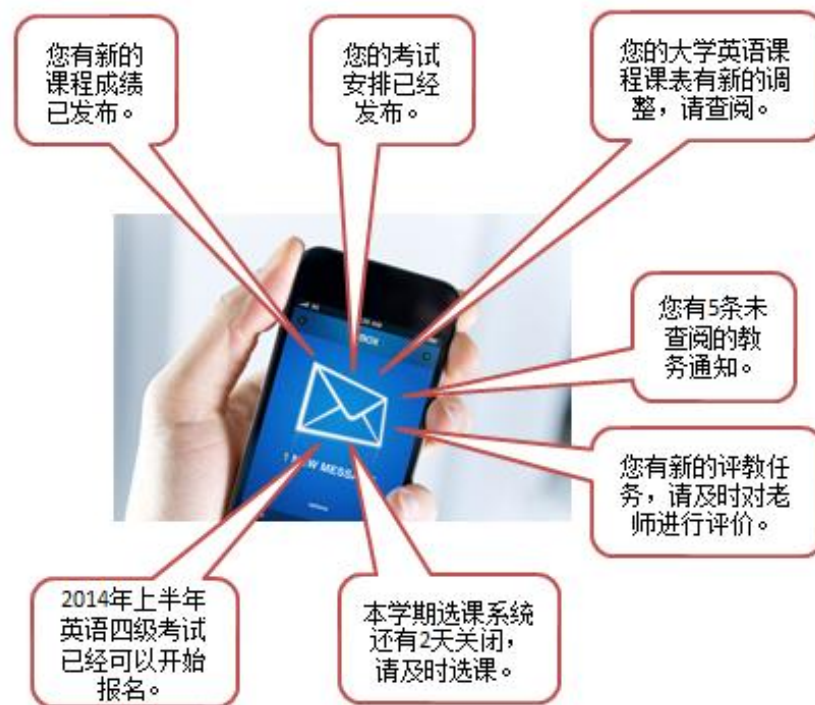 您有新的
课程成绩
已发布。
您的考试
安排已经
发布。
您的大学英语课
程课表有新的调
整，请查阅。
您有5条未
查阅的教
务通知。
您有新的评教任
务，请及时对老
师进行评价。
1 NEW MESSA
2014年上半年
英语四级考试
已经可以开始
报名。
本学期选课系统
还有2天关闭，
请及时选课。